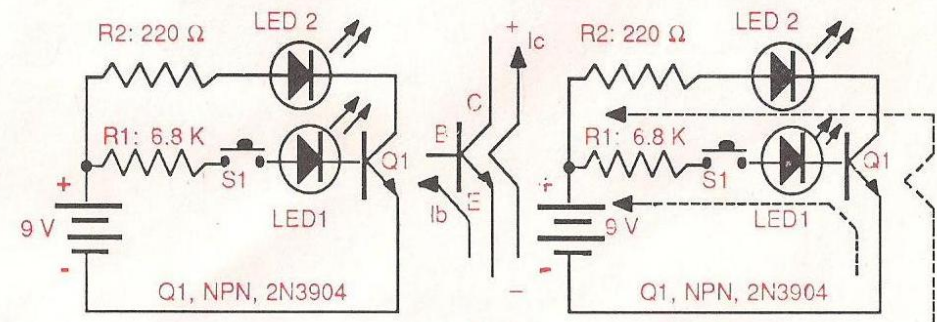 R2: 220 Ω
LED 2
R1: 6.8 K
S1
LED1
Q1
+
9 V
-
Q1, NPN, 2N3904
+
Ic
C
B
E
Ib
-
R2: 220 Ω
LED 2
R1: 6.8 K
S1
LED1
Q1
+
9 V
-
Q1, NPN, 2N3904